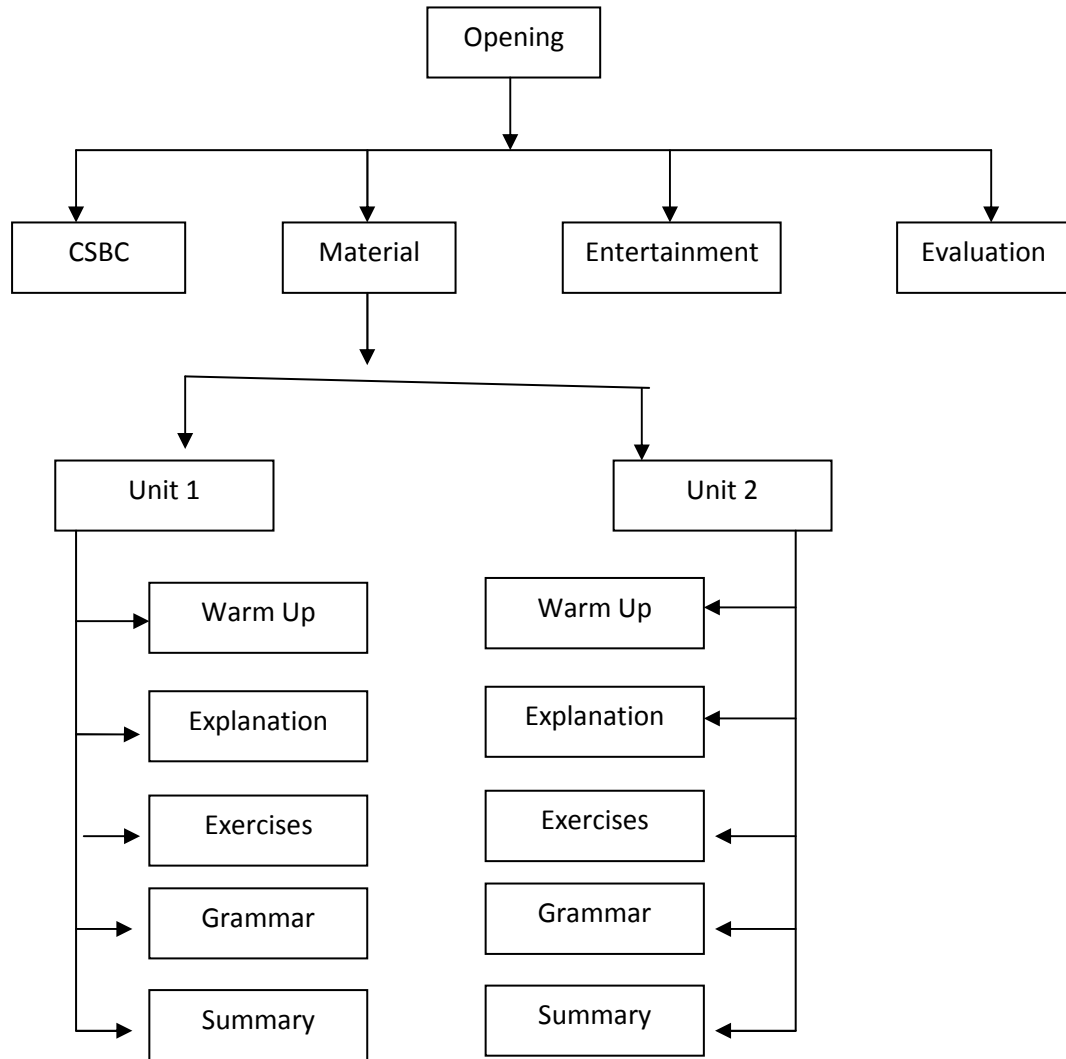 Opening
CSBC
Material
Entertainment
Evaluation
Unit 1
Unit 2
Warm Up
Warm Up
Explanation
Explanation
Exercises
Exercises
Grammar
Grammar
Summary
Summary